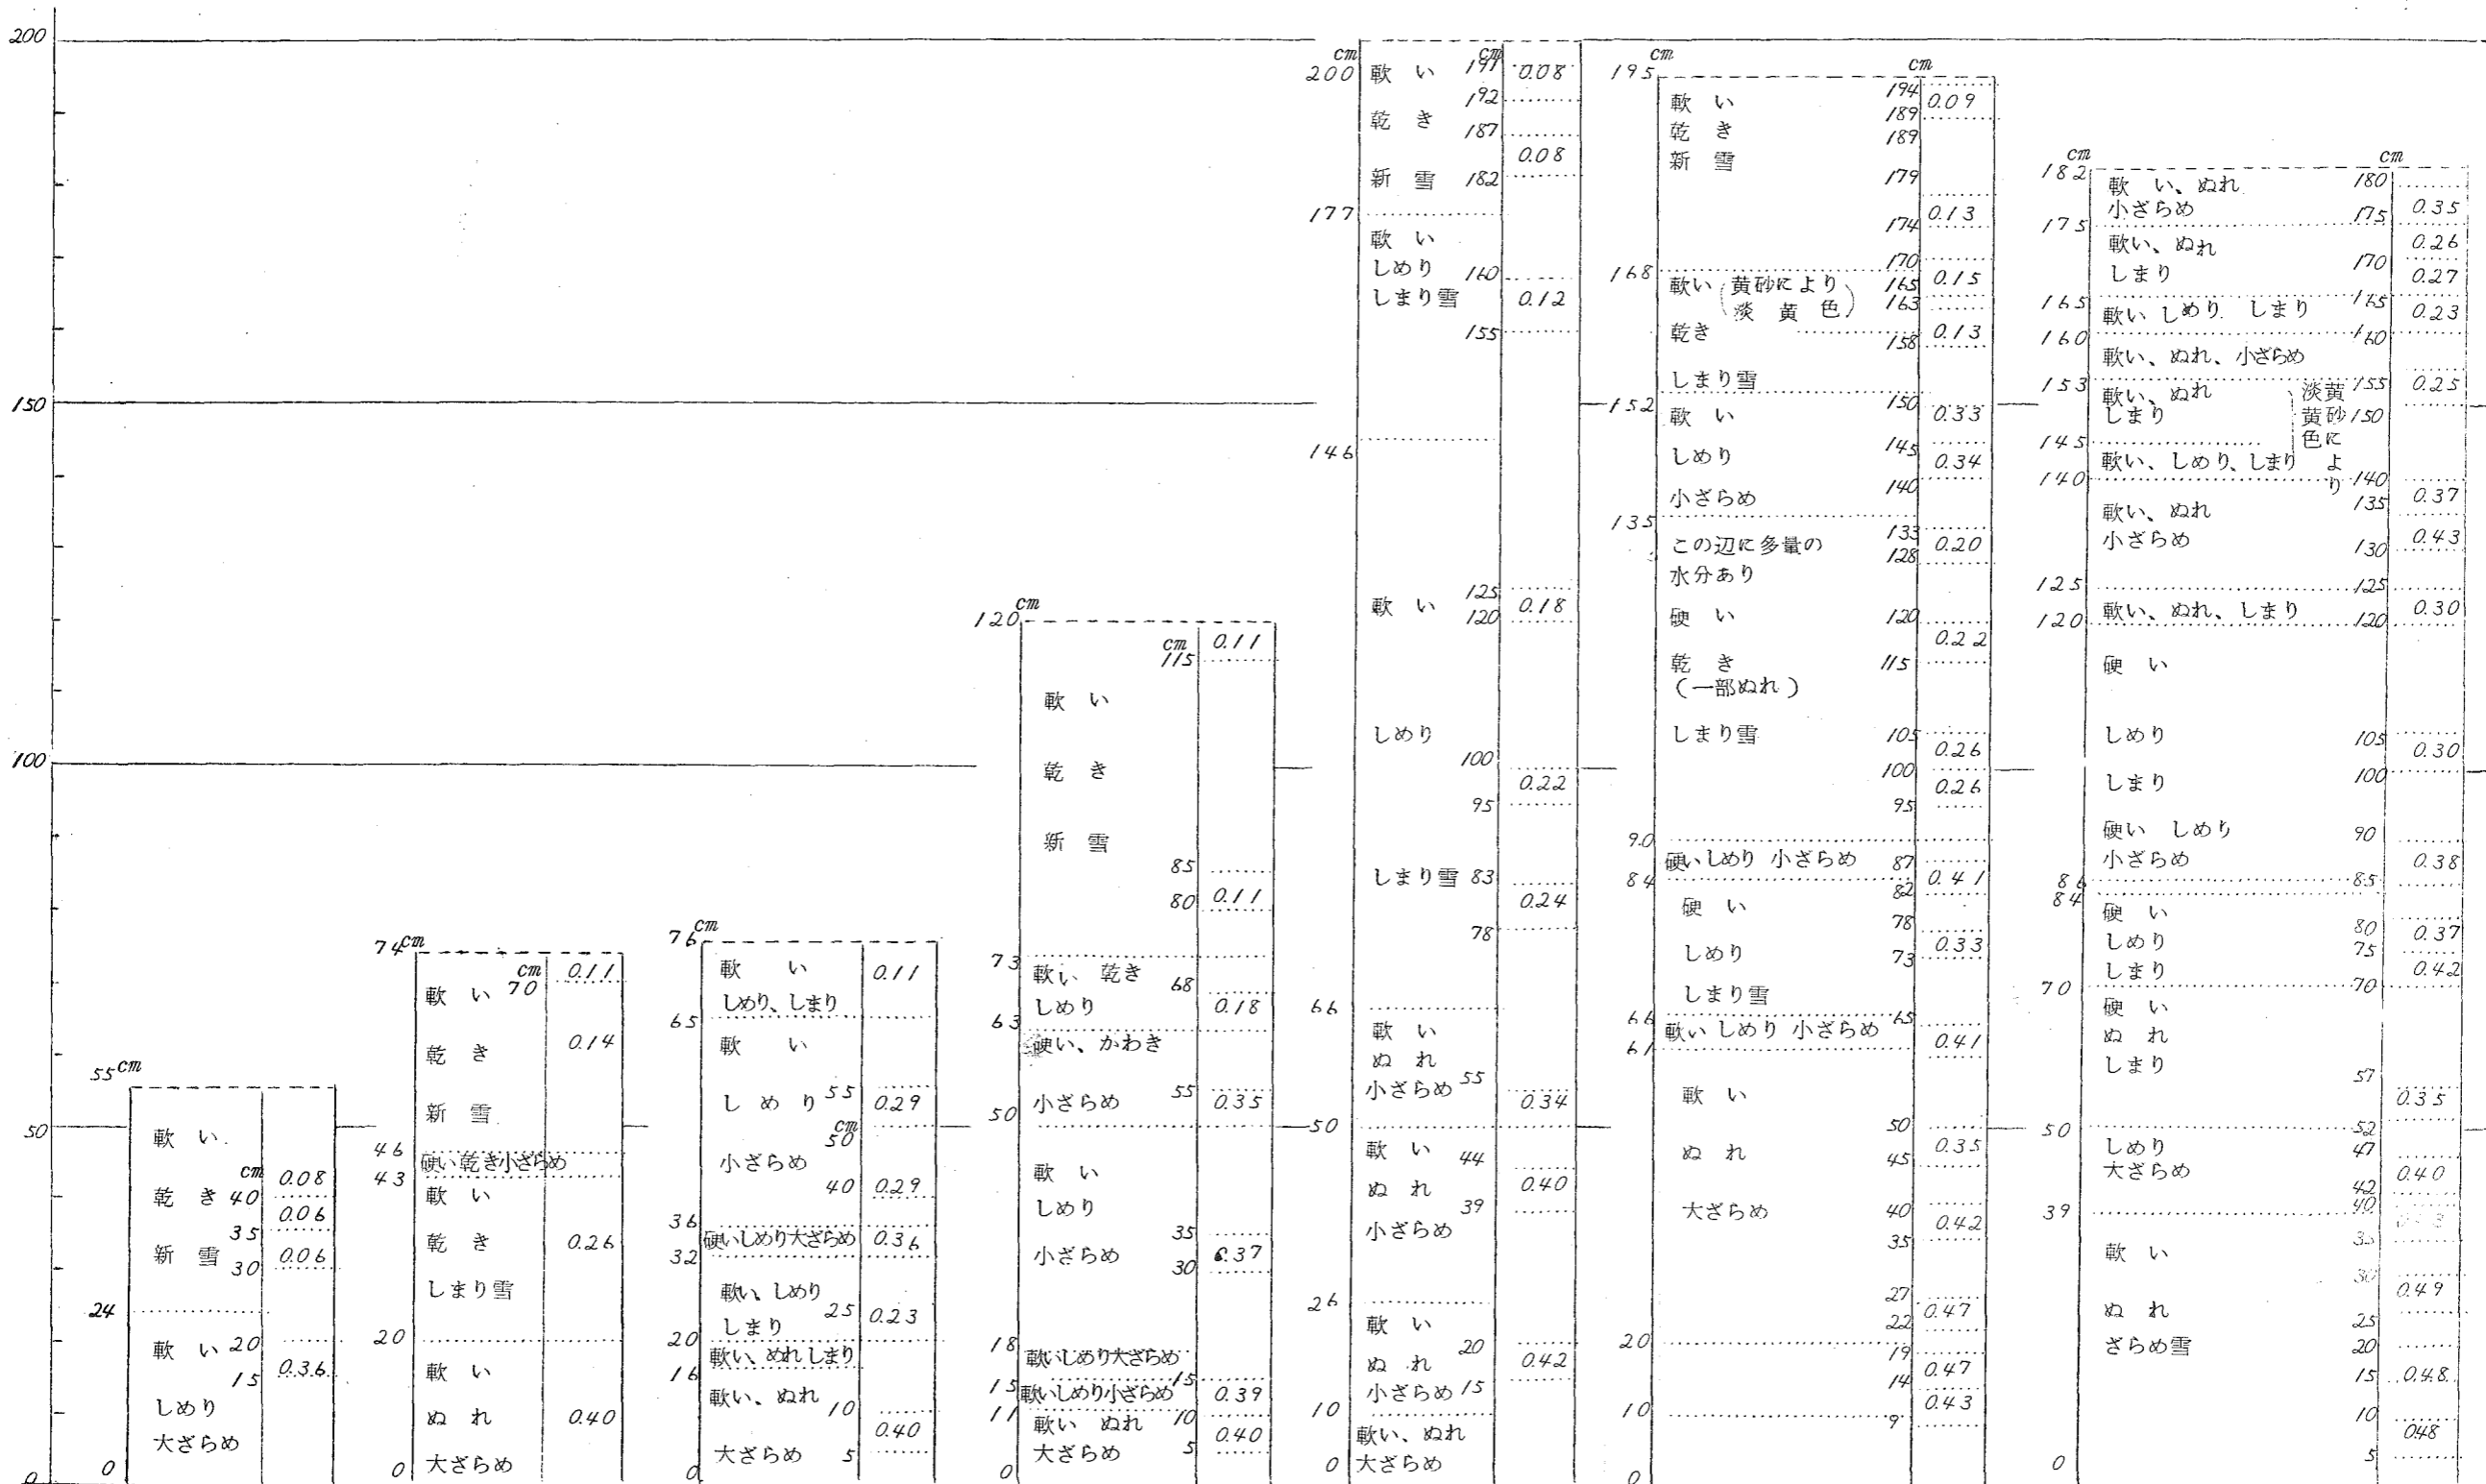 200
150
100
50
0
55cm
軟い
cm
0.08
乾き 40
0.06
35
新雪 30
0.06
24
軟い 20
15 0.36
しめり
大ざらめ
0
74cm
cm 0.11
軟い 70
乾き 0.14
新雪
46
硬い乾き小ざらめ
43
軟い
乾き 0.26
しまり雪
20
軟い
ぬれ 0.40
0 大ざらめ
76cm
軟い 0.11
しめり、しまり
65
軟い
しめり 55 0.29
cm
50
小ざらめ
40 0.29
36
硬いしめり大ざらめ 0.36
32
軟い、しめり
25 0.23
しまり
20
軟い、ぬれしまり
16
軟い、ぬれ
10
0.40
大ざらめ 5
0
120cm
cm 0.11
115
軟い
乾き
新雪
85
80 0.11
73
軟い、乾き
68
しめり 0.18
63
硬い、かわき
55
50 小ざらめ 0.35
軟い
しめり
35
小ざらめ 0.37
30
18
軟いしめり大ざらめ
15
15 軟いしめり小ざらめ 0.39
11
軟い ぬれ 10
0.40
大ざらめ 5
0
cm cm
200 軟い 191 0.08
192
乾き 187
0.08
新雪 182
177
軟い
しめり 160
しまり雪 0.12
155
146
125
軟い 0.18
120
しめり
100
0.22
95
しまり雪 83
0.24
78
66
軟い
ぬれ
小ざらめ 55
0.34
50
軟い 44
ぬれ 0.40
39
小ざらめ
26
軟い
20
ぬれ 0.42
小ざらめ 15
10
軟い、ぬれ
0 大ざらめ
cm cm
195
194
軟い 0.09
189
乾き 189
新雪
179
0.13
174
170
168
軟い(黄砂により 165 0.15
淡黄色) 163
乾き 158 0.13
しまり雪
152
150
軟い 0.33
145
しめり 0.34
140
小ざらめ
135
133
この辺に多量の 0.20
128
水分あり
硬い 120
0.22
乾き 115
(一部ぬれ)
しまり雪 105
0.26
100
0.26
95
90
硬いしめり 小ざらめ 87
84 0.41
82
硬い 78
しめり 0.33
73
しまり雪
66 65
軟い しめり 小ざらめ
0.41
61
軟い
50
ぬれ 0.35
45
大ざらめ 40
0.42
35
27
0.47
22
20
19
0.47
14
0.43
10
9
0
cm cm
182
軟い、ぬれ 180
小ざらめ 175 0.35
175
軟い、ぬれ 0.26
しまり 170 0.27
165 165
軟い しめり しまり 0.23
160 160
軟い、ぬれ、小ざらめ
153 155 0.25
軟い、ぬれ 淡黄
しまり 黄砂 150
145 色に
軟い、しめり、しまり よ
140 り 140
軟い、ぬれ 135 0.37
小ざらめ 130 0.43
125 125
軟い、ぬれ、しまり 0.30
120 120
硬い
しめり 105
0.30
しまり 100
硬い しめり 90
小ざらめ 0.38
86 85
84
硬い
80 0.37
しめり 75
しまり 0.42
70 70
硬い
ぬれ
しまり 57
0.35
50 52
しめり 47
大ざらめ 0.40
42
39 40
軟い 35
30
0.49
ぬれ 25
ざらめ雪 20
15 0.48
10
0.48
5
0